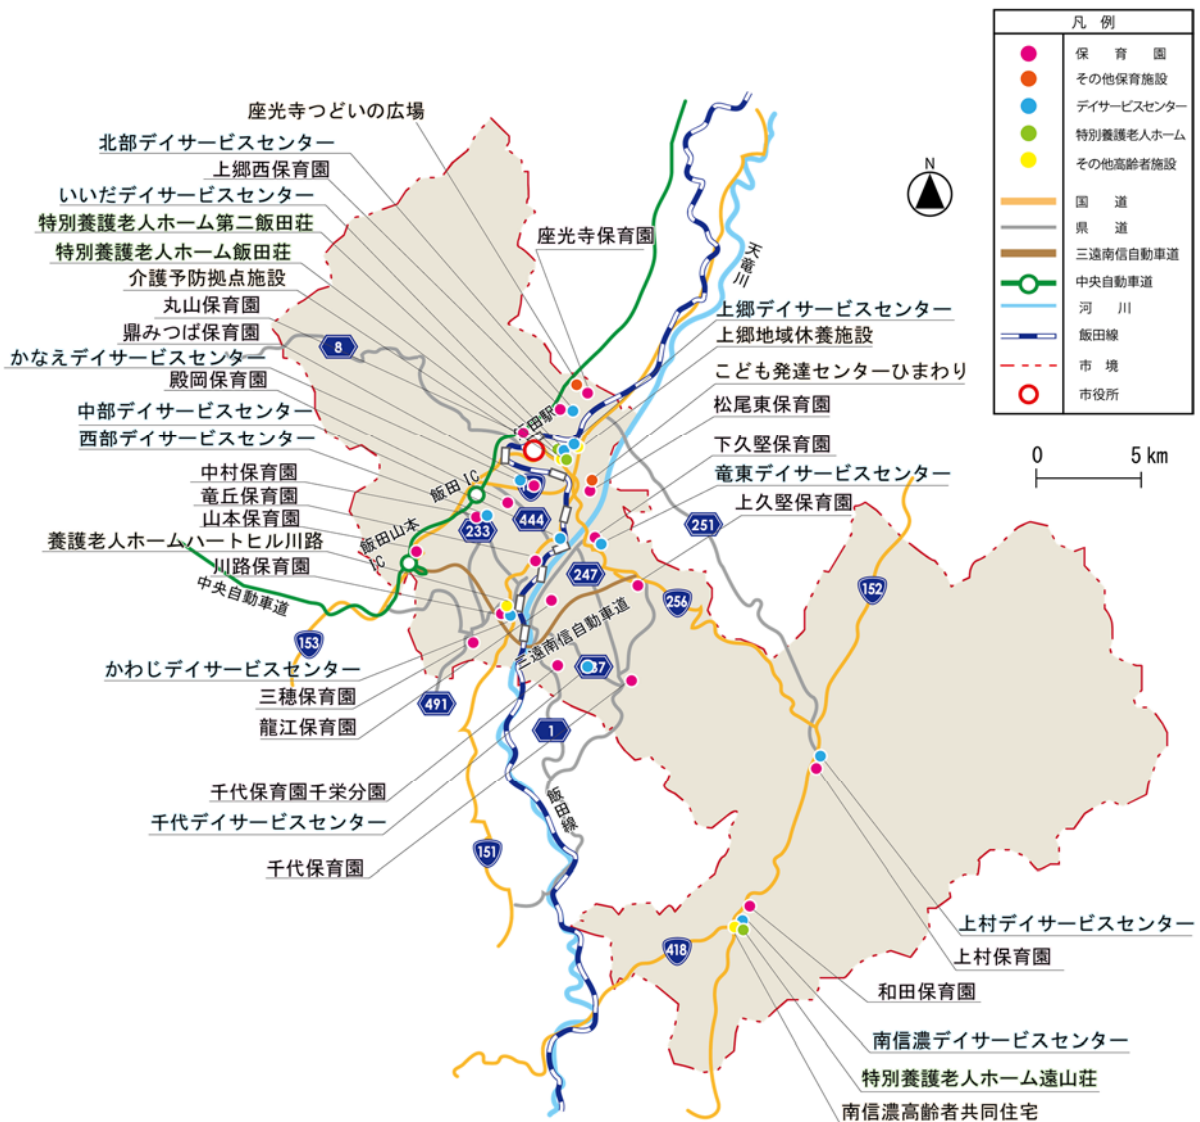 凡 例
保 育 園
その他保育施設
デイサービスセンター
特別養護老人ホーム
その他高齢者施設
国 道
県 道
三遠南信自動車道
中央自動車道
河 川
飯田線
市 境
市役所
N
0 5 km
座光寺つどいの広場
北部デイサービスセンター
上郷西保育園
いいだデイサービスセンター
特別養護老人ホーム第二飯田荘
特別養護老人ホーム飯田荘
介護予防拠点施設
丸山保育園
鼎みつば保育園
かなえデイサービスセンター
殿岡保育園
中部デイサービスセンター
西部デイサービスセンター
中村保育園
竜丘保育園
山本保育園
養護老人ホームハートヒル川路
川路保育園
中央自動車道
かわじデイサービスセンター
三穂保育園
龍江保育園
千代保育園千栄分園
千代デイサービスセンター
千代保育園
座光寺保育園
天竜川
上郷デイサービスセンター
上郷地域休養施設
こども発達センターひまわり
松尾東保育園
下久堅保育園
竜東デイサービスセンター
上久堅保育園
田駅
飯田IC
飯田山本
IC
三遠南信自動車道
飯田線
8
444
233
247
251
256
152
153
491
1
151
418
上村デイサービスセンター
上村保育園
和田保育園
南信濃デイサービスセンター
特別養護老人ホーム遠山荘
南信濃高齢者共同住宅